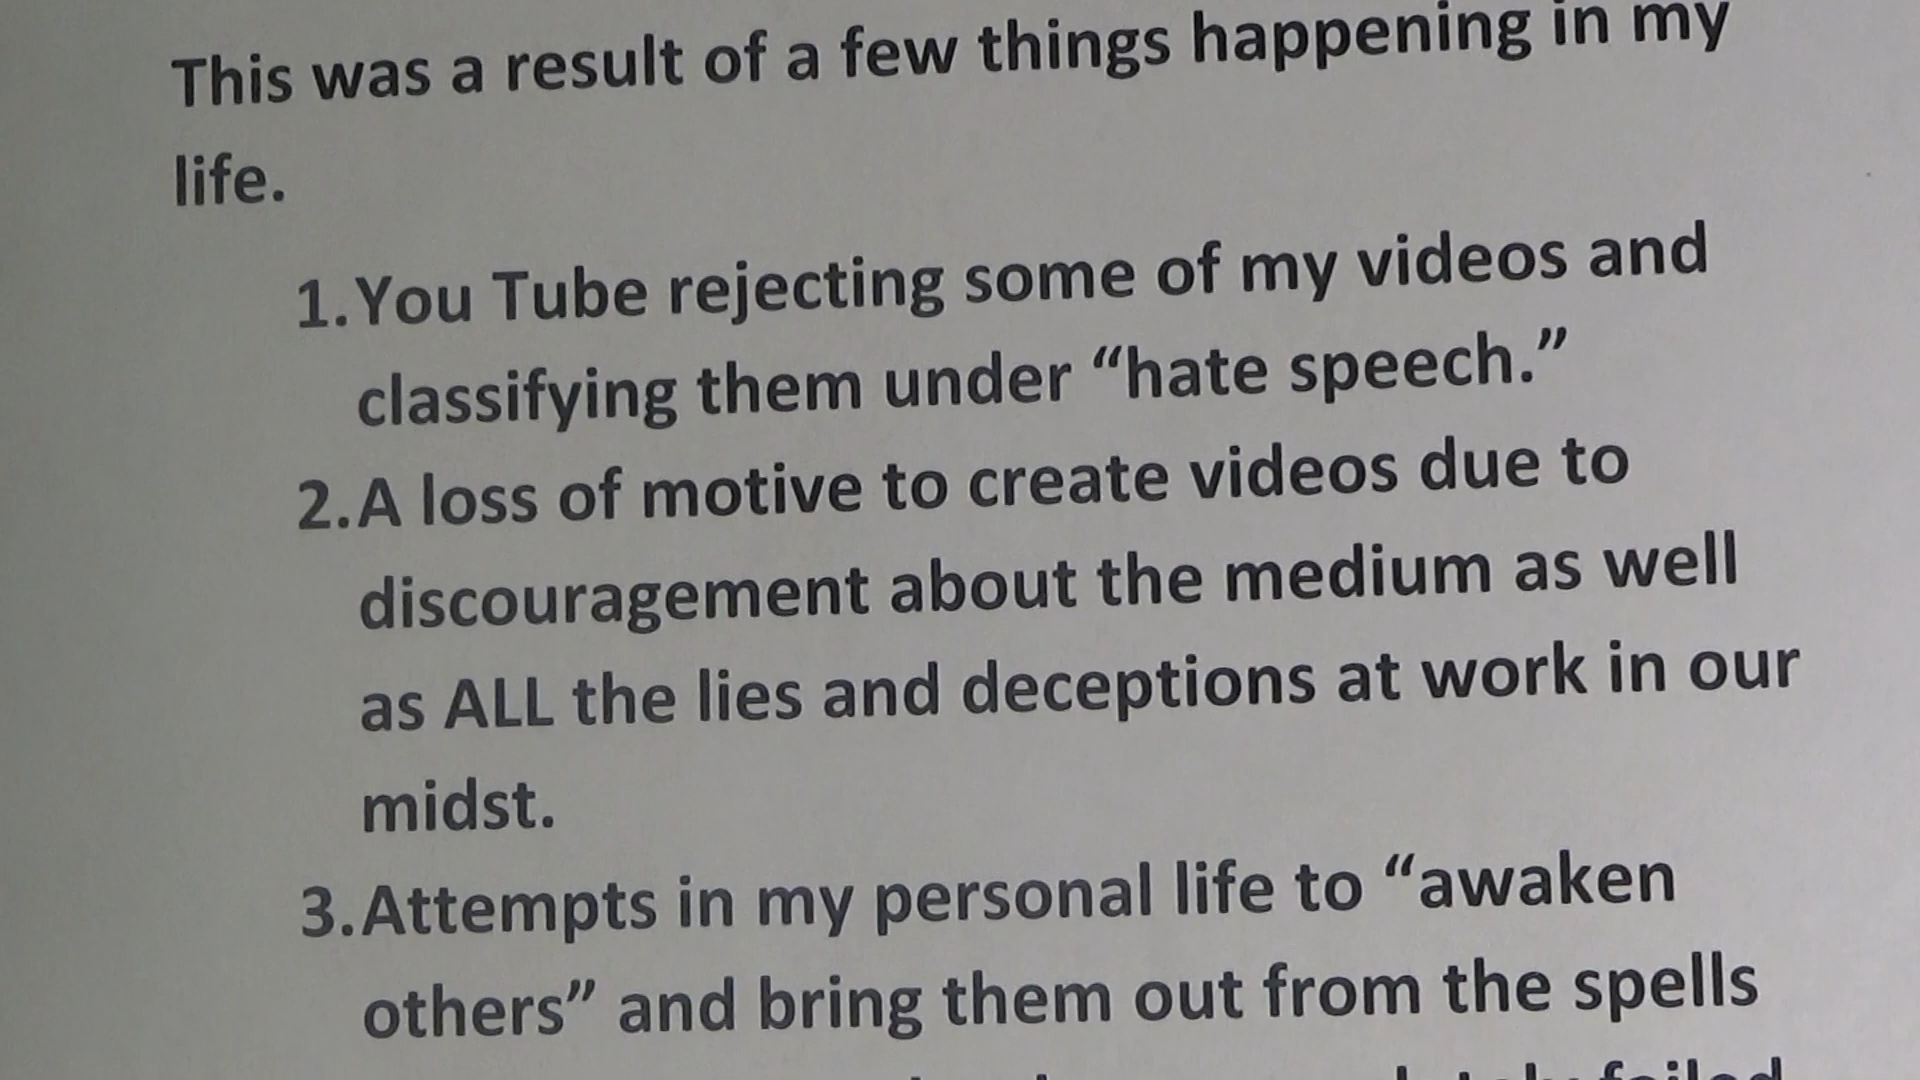 This was a result of a few things happening in my
life.
1. You Tube rejecting some of my videos and
classifying them under “hate speech.”
2. A loss of motive to create videos due to
discouragement about the medium as well
as ALL the lies and deceptions at work in our
midst.
3. Attempts in my personal life to “awaken
others” and bring them out from the spells
failed